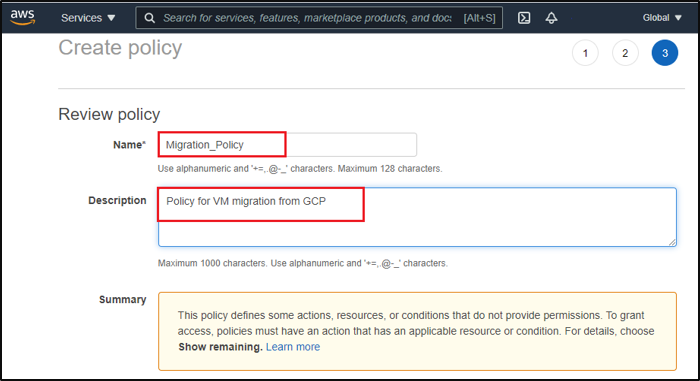 aws Services ▼ Search for services, features, marketplace products, and docs [Alt+S] Global ▼
Create policy 1 2 3
Review policy
Name* Migration_Policy
Use alphanumeric and '+=,.@-_' characters. Maximum 128 characters.
Description Policy for VM migration from GCP
Maximum 1000 characters. Use alphanumeric and '+=,.@-_' characters.
Summary
This policy defines some actions, resources, or conditions that do not provide permissions. To grant
access, policies must have an action that has an applicable resource or condition. For details, choose
Show remaining. Learn more